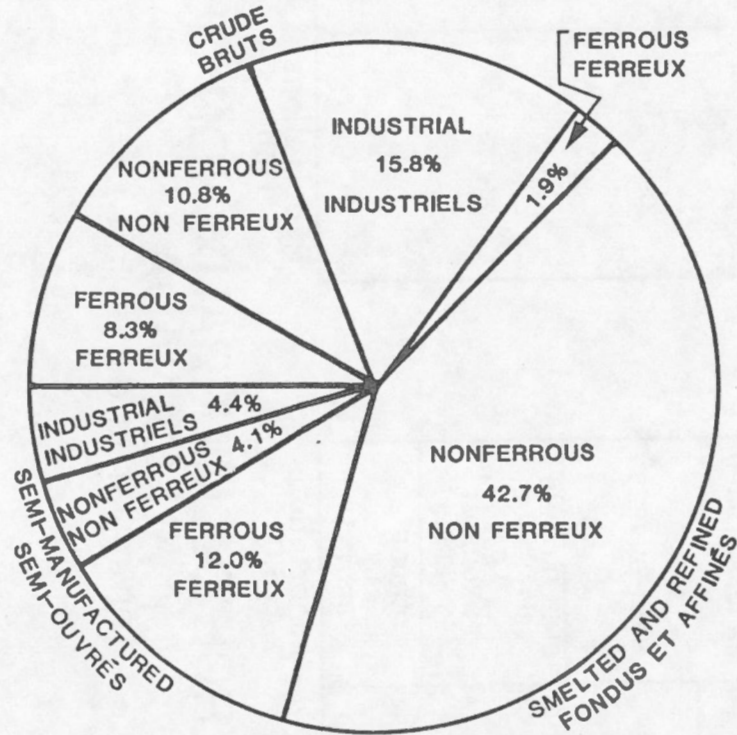 CRUDE
BRUTS
FERROUS
FERREUX
1.9%
INDUSTRIAL
15.8%
INDUSTRIELS
NONFERROUS
10.8%
NON FERREUX
FERROUS
8.3%
FERREUX
INDUSTRIAL 4.4%
INDUSTRIELS
NONFERROUS 4.1%
NON FERREUX
FERROUS
12.0%
FERREUX
SEMI-MANUFACTURED
SEMI-OUVRÉS
NONFERROUS
42.7%
NON FERREUX
SMELTED AND REFINED
FONDUS ET AFFINÉS